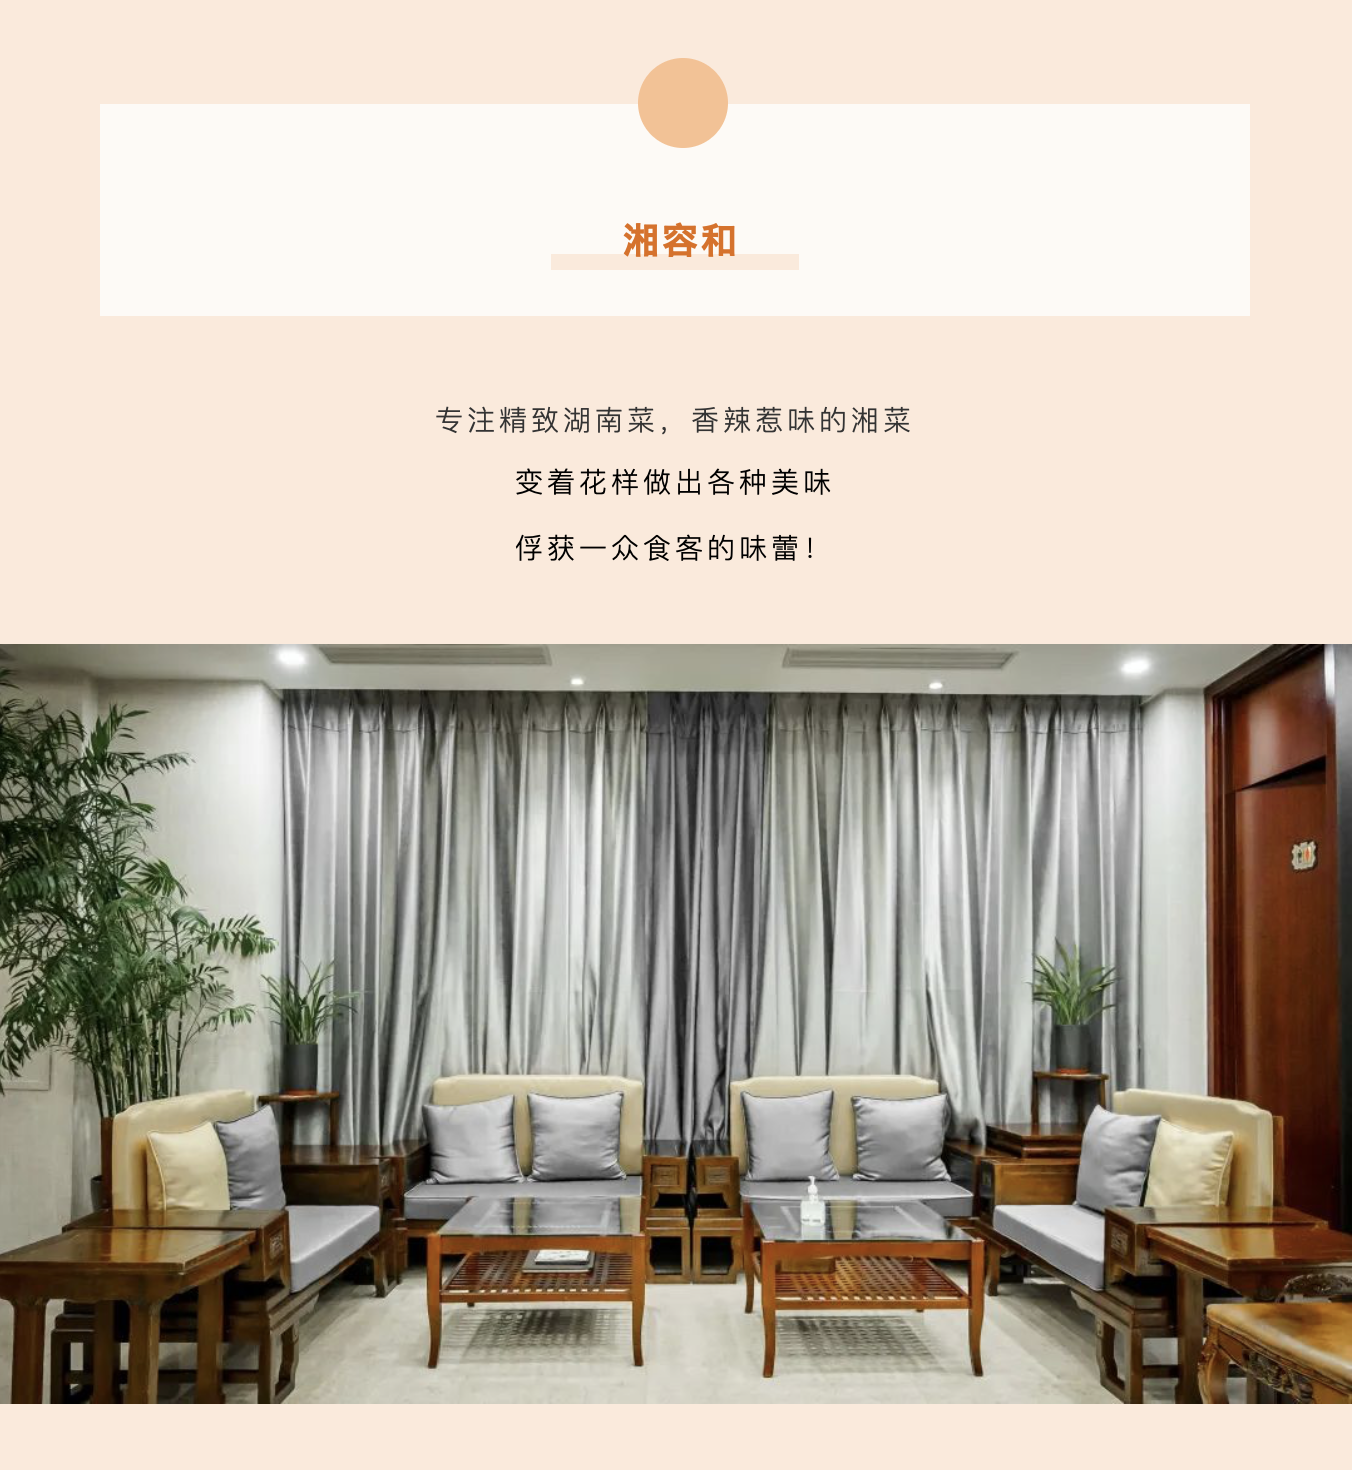 湘容和
专注精致湖南菜，香辣惹味的湘菜
变着花样做出各种美味
俘获一众食客的味蕾！